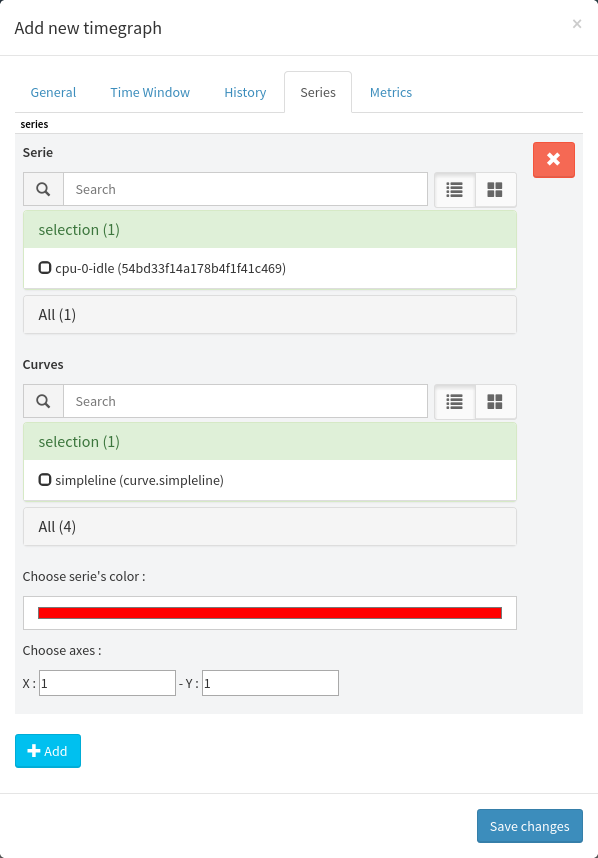 Add new timegraph ×
General Time Window History Series Metrics
series
Serie
Search
selection (1)
cpu-0-idle (54bd33f14a178b4f1f41c469)
All (1)
Curves
Search
selection (1)
simpleline (curve.simpleline)
All (4)
Choose serie's color :
Choose axes :
X : 1 - Y : 1
Add
Save changes